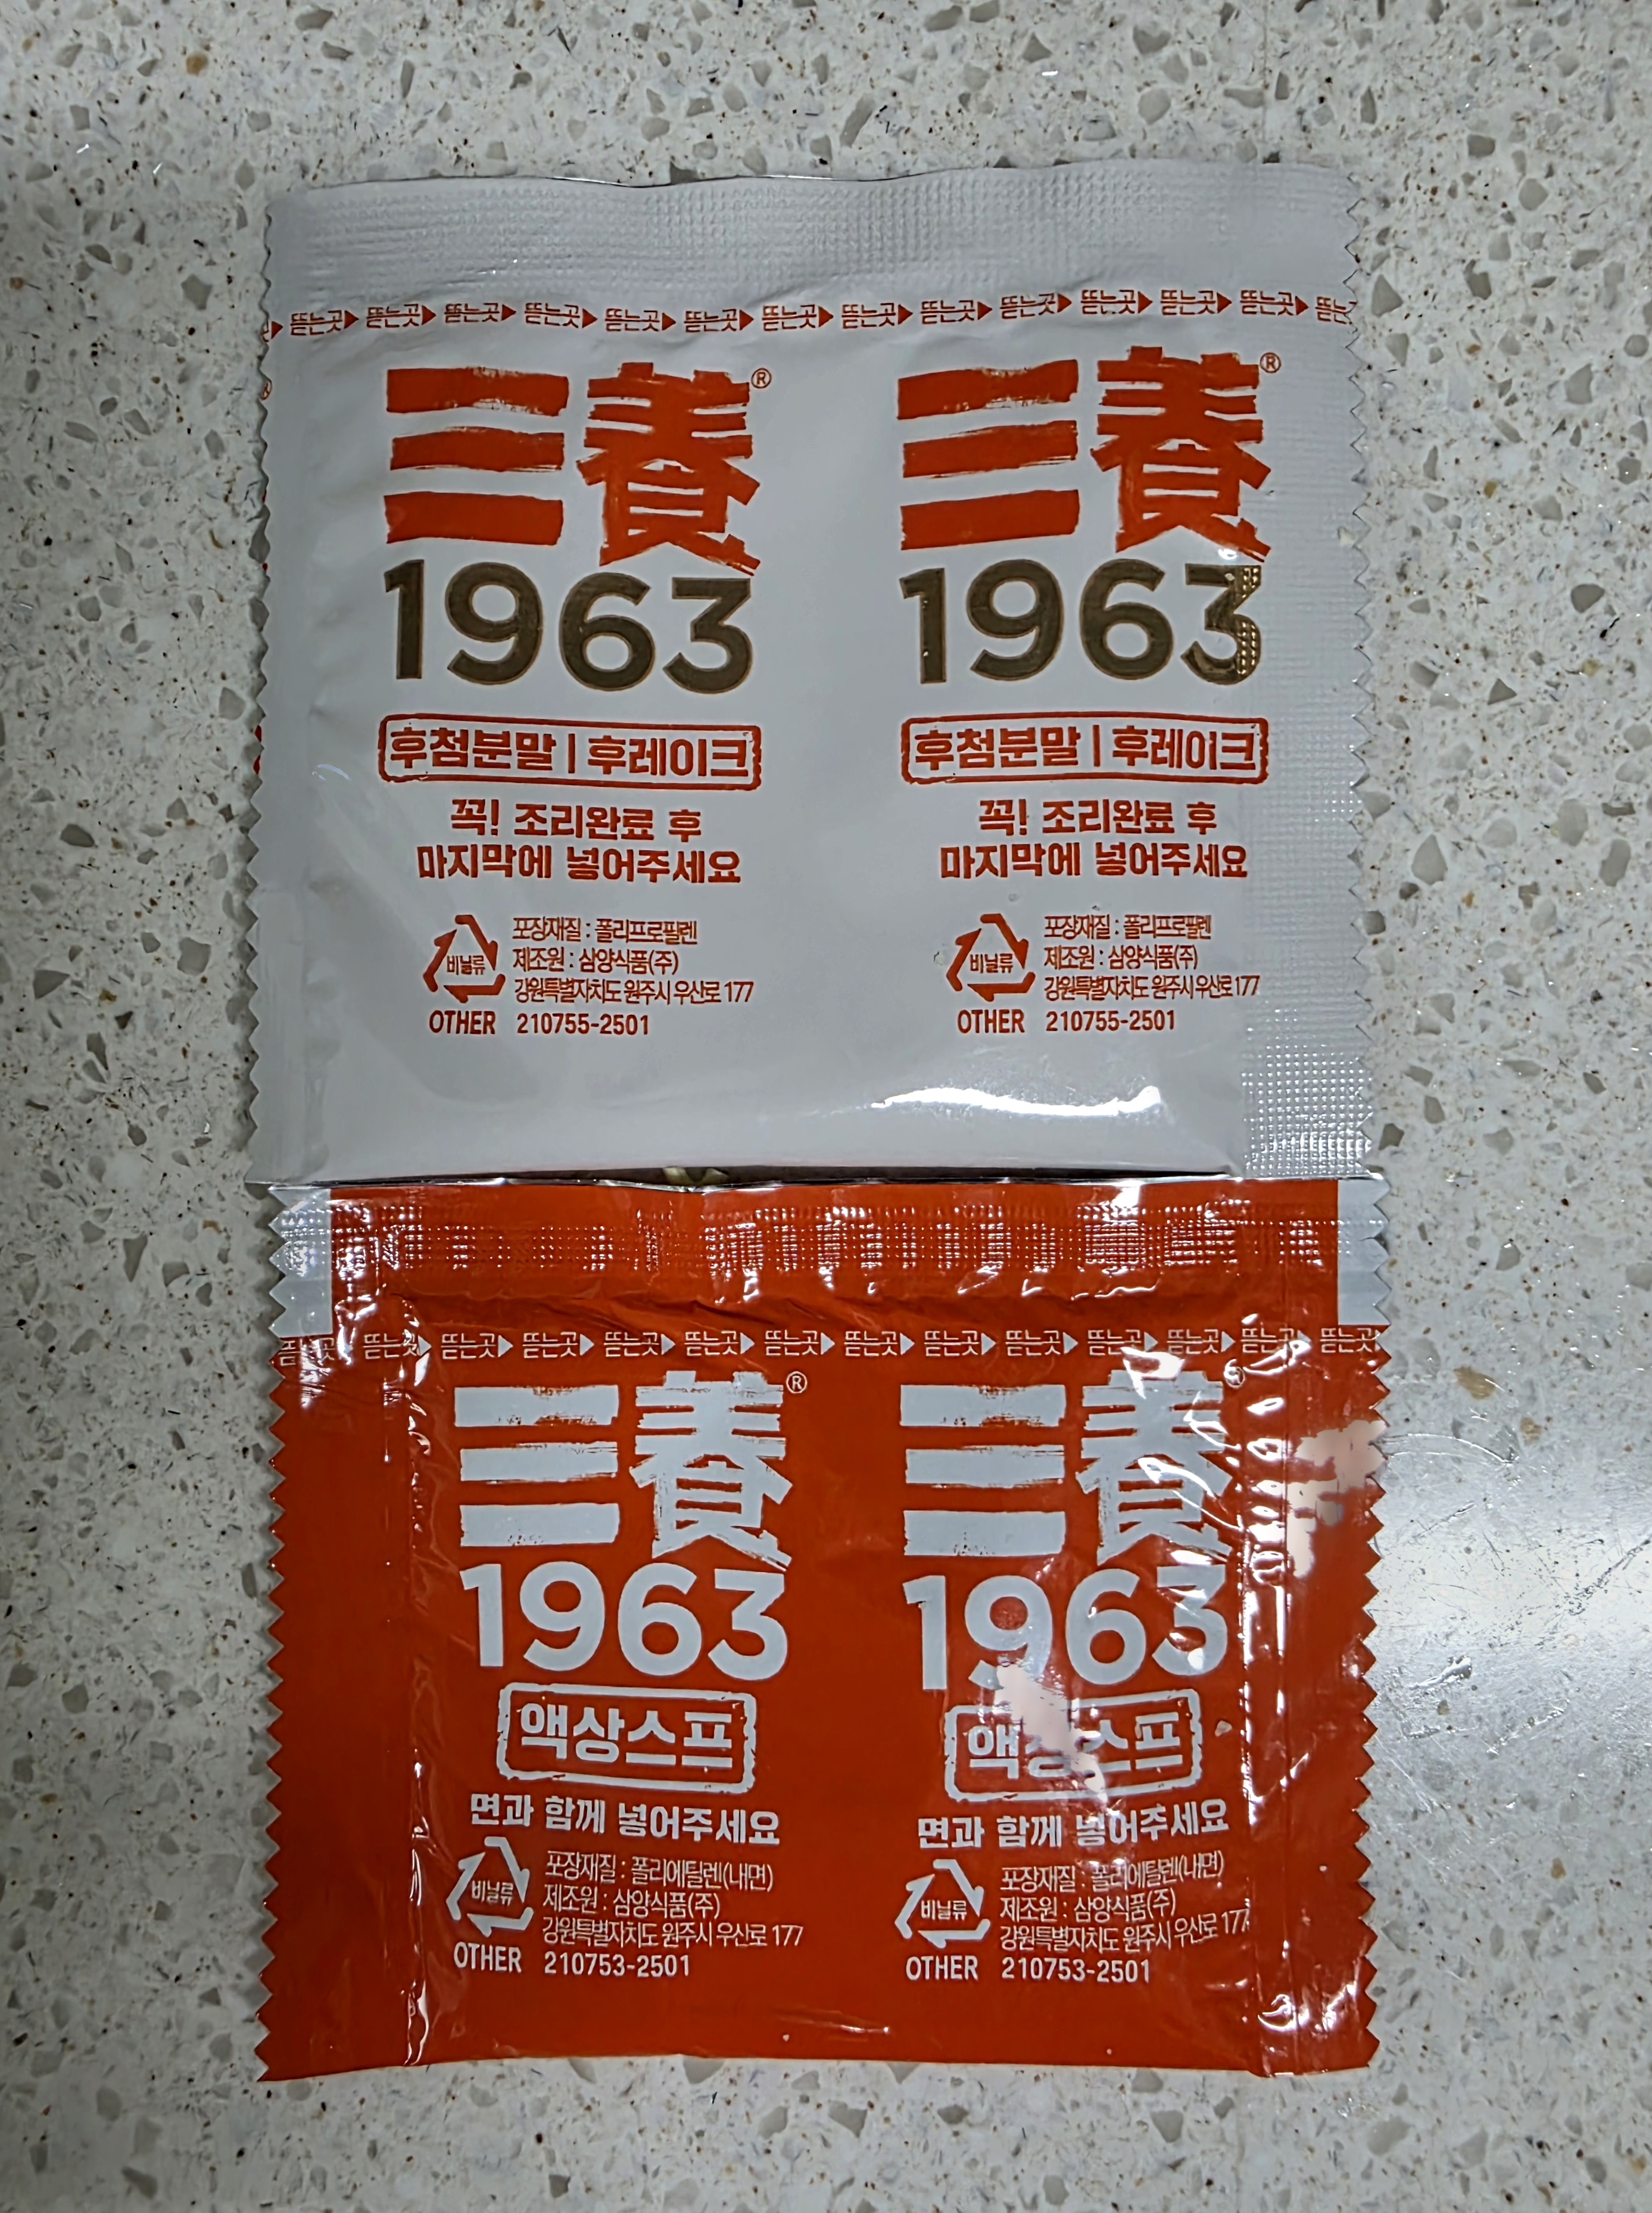 뜯는곳 뜯는곳 뜯는곳 뜯는곳 뜯는곳 뜯는곳 뜯는곳 뜯는곳 뜯는곳 뜯는곳 뜯는곳 뜯는곳 뜯는곳 뜯는
三養® 三養®
1963 1963
후첨분말 | 후레이크 후첨분말 | 후레이크
꼭! 조리완료 후 꼭! 조리완료 후
마지막에 넣어주세요 마지막에 넣어주세요
포장재질 : 폴리프로필렌 포장재질 : 폴리프로필렌
비닐류 제조원 : 삼양식품(주) 비닐류 제조원 : 삼양식품(주)
강원특별자치도 원주시 우산로 177 강원특별자치도 원주시 우산로 177
OTHER 210755-2501 OTHER 210755-2501
뜯는곳 뜯는곳 뜯는곳 뜯는곳 뜯는곳 뜯는곳 뜯는곳 뜯는곳 뜯는곳 뜯는곳 뜯는곳 뜯는곳 뜯는곳
三養® 三養®
1963 1963
액상스프 액상스프
면과 함께 넣어주세요 면과 함께 넣어주세요
포장재질 : 폴리에틸렌(내면) 포장재질 : 폴리에틸렌(내면)
비닐류 제조원 : 삼양식품(주) 비닐류 제조원 : 삼양식품(주)
강원특별자치도 원주시 우산로 177 강원특별자치도 원주시 우산로 177
OTHER 210753-2501 OTHER 210753-2501